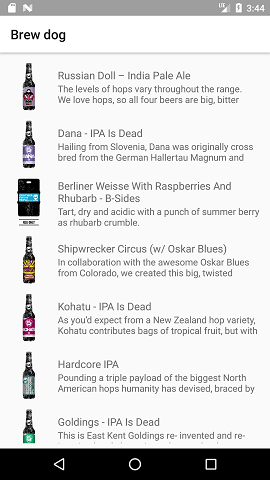 3:44
Brew dog
Russian Doll – India Pale Ale
The levels of hops vary throughout the range.
We love hops, so all four beers are big, bitter
Dana - IPA Is Dead
Hailing from Slovenia, Dana was originally cross
bred from the German Hallertau Magnum and
Berliner Weisse With Raspberries And
Rhubarb - B-Sides
Tart, dry and acidic with a punch of summer berry
as rhubarb crumble.
Shipwrecker Circus (w/ Oskar Blues)
In collaboration with the awesome Oskar Blues
from Colorado, we created this big, twisted
Kohatu - IPA Is Dead
As you'd expect from a New Zealand hop variety,
Kohatu contributes bags of tropical fruit, but with
Hardcore IPA
Pounding a triple payload of the biggest North
American hops humanity has devised, braced by
Goldings - IPA Is Dead
This is East Kent Goldings re- invented and re-